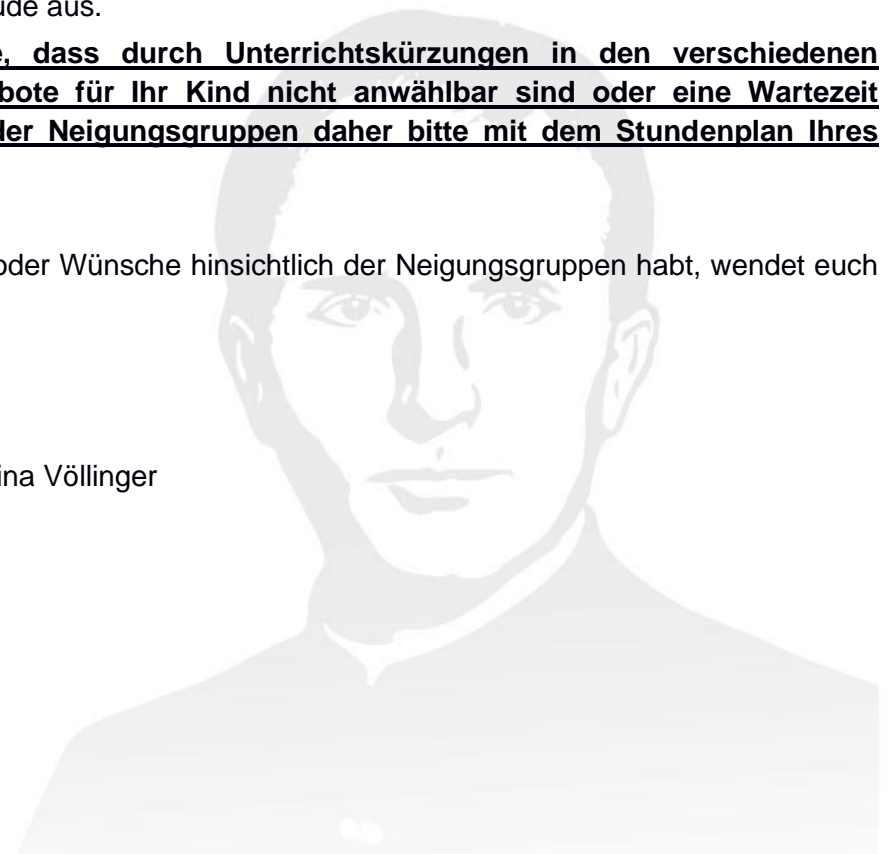 ude aus.
e, dass durch Unterrichtskürzungen in den verschiedenen
bote für Ihr Kind nicht anwählbar sind oder eine Wartezeit
der Neigungsgruppen daher bitte mit dem Stundenplan Ihres
oder Wünsche hinsichtlich der Neigungsgruppen habt, wendet euch
ina Völlinger